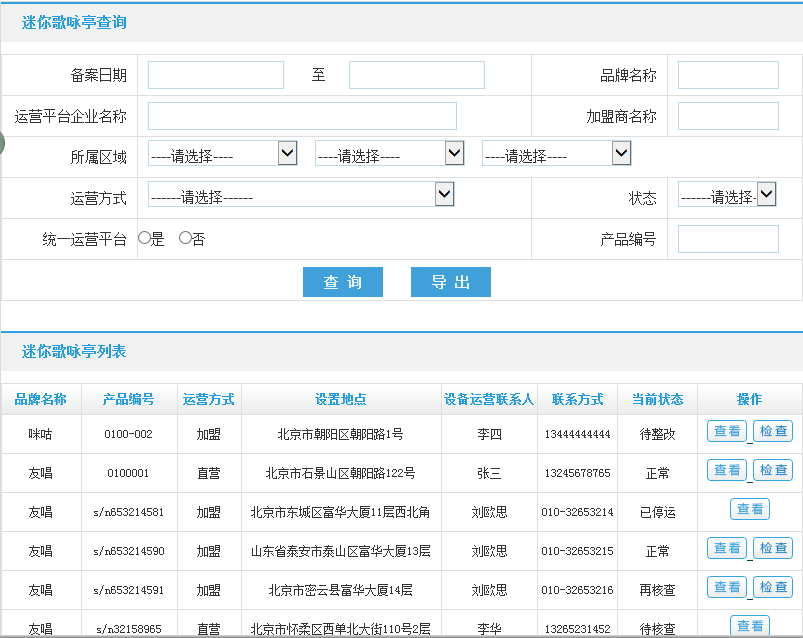 迷你歌咏亭查询
备案日期 至 品牌名称
运营平台企业名称 加盟商名称
所属区域 ----请选择---- ----请选择---- ----请选择----
运营方式 ------请选择------ 状态 ------请选择-
统一运营平台 是 否 产品编号
查 询 导 出
迷你歌咏亭列表
品牌名称 产品编号 运营方式 设置地点 设备运营联系人 联系方式 当前状态 操作
咪咕 0100-002 加盟 北京市朝阳区朝阳路1号 李四 13444444444 待整改 查看 检查
友唱 0100001 直营 北京市石景山区朝阳路122号 张三 13245678765 正常 查看 检查
友唱 s/n653214581 加盟 北京市东城区富华大厦11层西北角 刘欧思 010-32653214 已停运 查看
友唱 s/n653214590 加盟 山东省泰安市泰山区富华大厦13层 刘欧思 010-32653215 正常 查看 检查
友唱 s/n653214591 加盟 北京市密云县富华大厦14层 刘欧思 010-32653216 再核查 查看 检查
友唱 s/n32158965 直营 北京市怀柔区西单北大街110号2层 李华 13265231452 待核查 查看